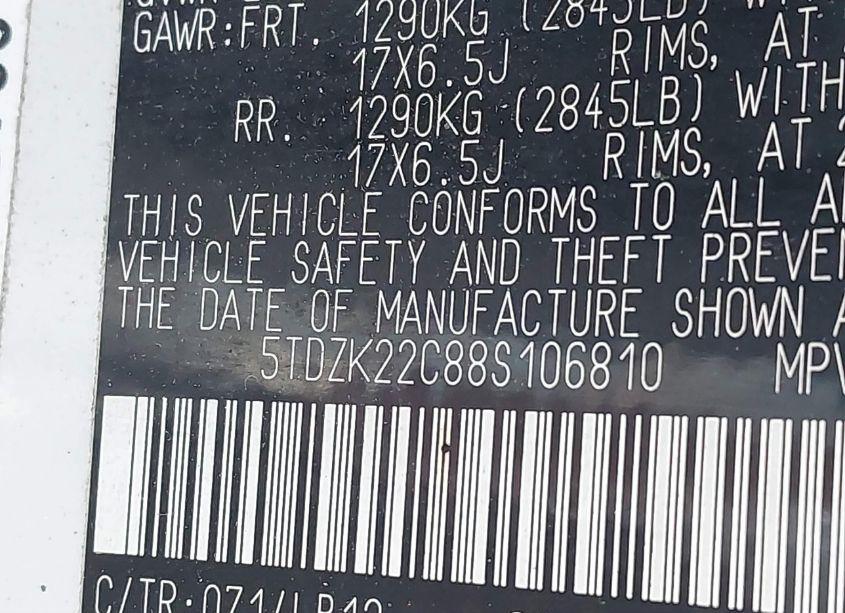 GAWR:FRT. 1290KG (2845LB)
17X6.5J RIMS, AT
RR. 1290KG (2845LB) WITH
17X6.5J RIMS, AT
THIS VEHICLE CONFORMS TO ALL
VEHICLE SAFETY AND THEFT
THE DATE OF MANUFACTURE SHOWN
5TDZK22C88S106810 MPV